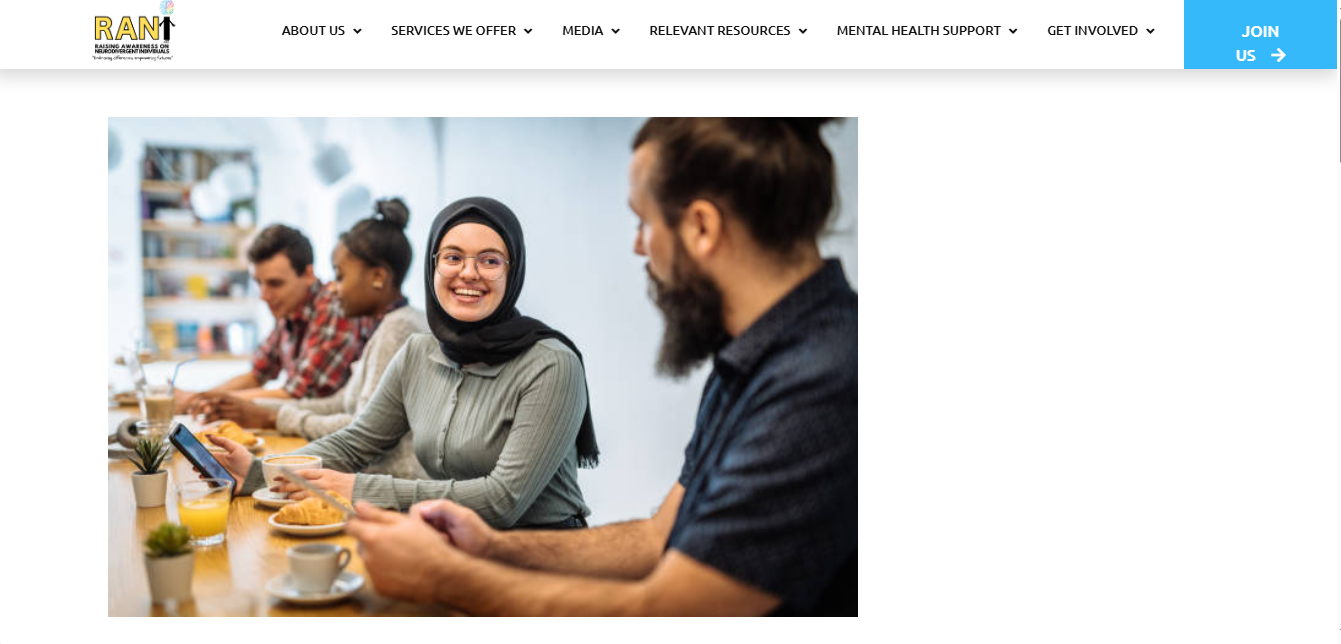 RANT
RAISING AWARENESS ON
NEURODIVERGENT INDIVIDUALS
"Embracing differences, empowering futures"
ABOUT US
SERVICES WE OFFER
MEDIA
RELEVANT RESOURCES
MENTAL HEALTH SUPPORT
GET INVOLVED
JOIN
US